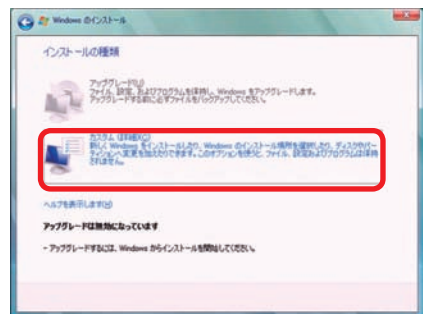 Windows のインストール
インストールの種類
アップグレード(U)
ファイル、設定、およびプログラムを保持し、Windows をアップグレードします。
アップグレードする前に必ずファイルをバックアップしてください。
カスタム (詳細)(C)
新しく Windows をインストールしたり、Windows のインストール場所を選択したり、ディスクやパー
ティションへ変更を加えたりできます。このオプションを使うと、ファイル、設定およびプログラムは保持
されません。
ヘルプを表示します(H)
アップグレードは無効になっています
- アップグレードするには、Windows からインストールを開始してください。